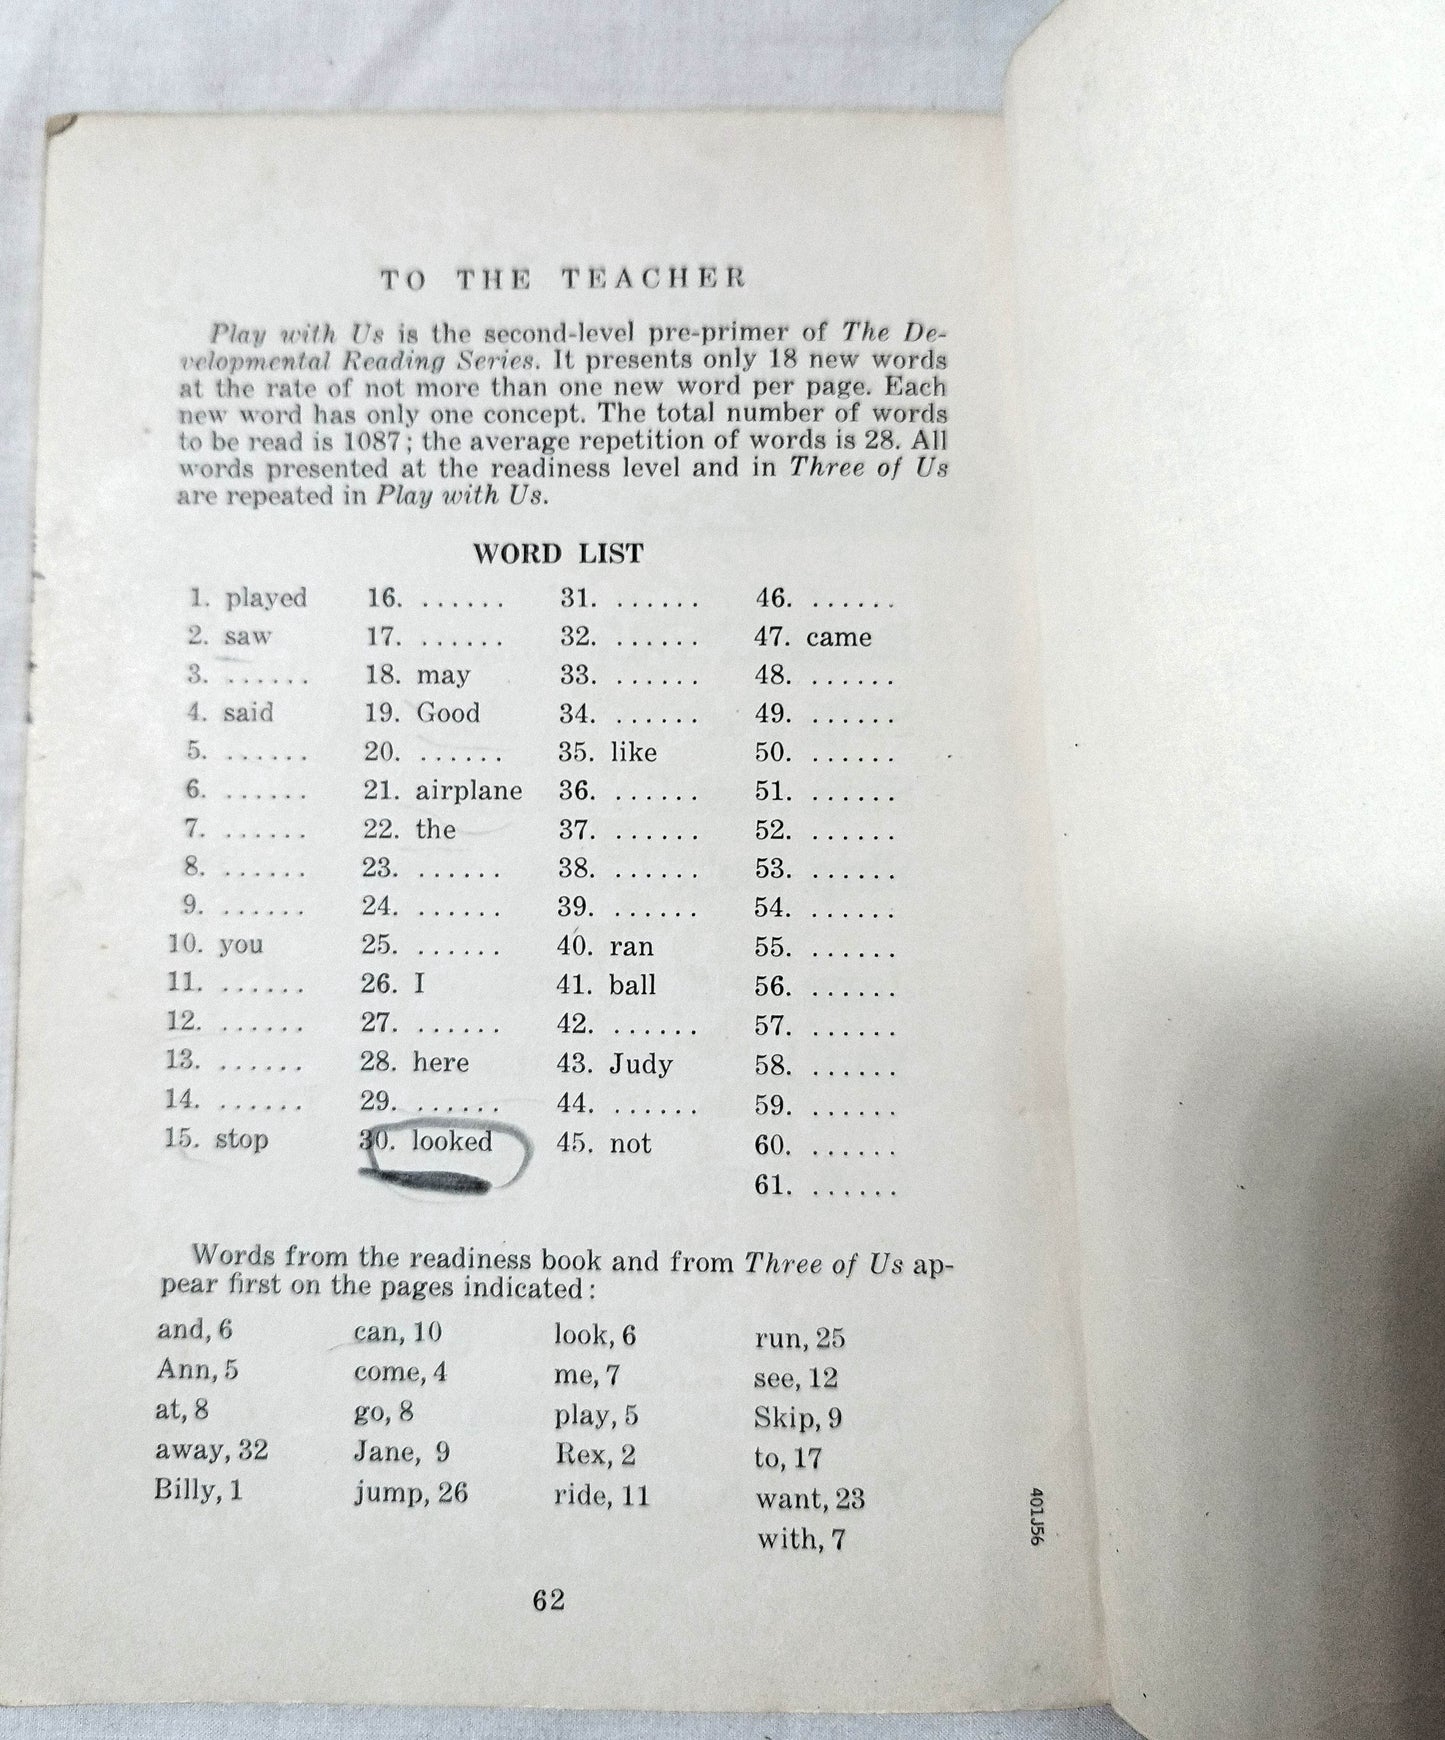 TO THE TEACHER
Play with Us is the second-level pre-primer of The De-
velopmental Reading Series. It presents only 18 new words
at the rate of not more than one new word per page. Each
new word has only one concept. The total number of words
to be read is 1087; the average repetition of words is 28. All
words presented at the readiness level and in Three of Us
are repeated in Play with Us.
WORD LIST
1. played 16. ...... 31. ...... 46. ......
2. saw 17. ...... 32. ...... 47. came
3. ...... 18. may 33. ...... 48. ......
4. said 19. Good 34. ...... 49. ......
5. ...... 20. ...... 35. like 50. ......
6. ...... 21. airplane 36. ...... 51. ......
7. ...... 22. the 37. ...... 52. ......
8. ...... 23. ...... 38. ...... 53. ......
9. ...... 24. ...... 39. ...... 54. ......
10. you 25. ...... 40. ran 55. ......
11. ...... 26. I 41. ball 56. ......
12. ...... 27. ...... 42. ...... 57. ......
13. ...... 28. here 43. Judy 58. ......
14. ...... 29. ...... 44. ...... 59. ......
15. stop 30. looked 45. not 60. ......
61. ......
Words from the readiness book and from Three of Us ap-
pear first on the pages indicated:
and, 6 can, 10 look, 6 run, 25
Ann, 5 come, 4 me, 7 see, 12
at, 8 go, 8 play, 5 Skip, 9
away, 32 Jane, 9 Rex, 2 to, 17
Billy, 1 jump, 26 ride, 11 want, 23
with, 7
401J56
62